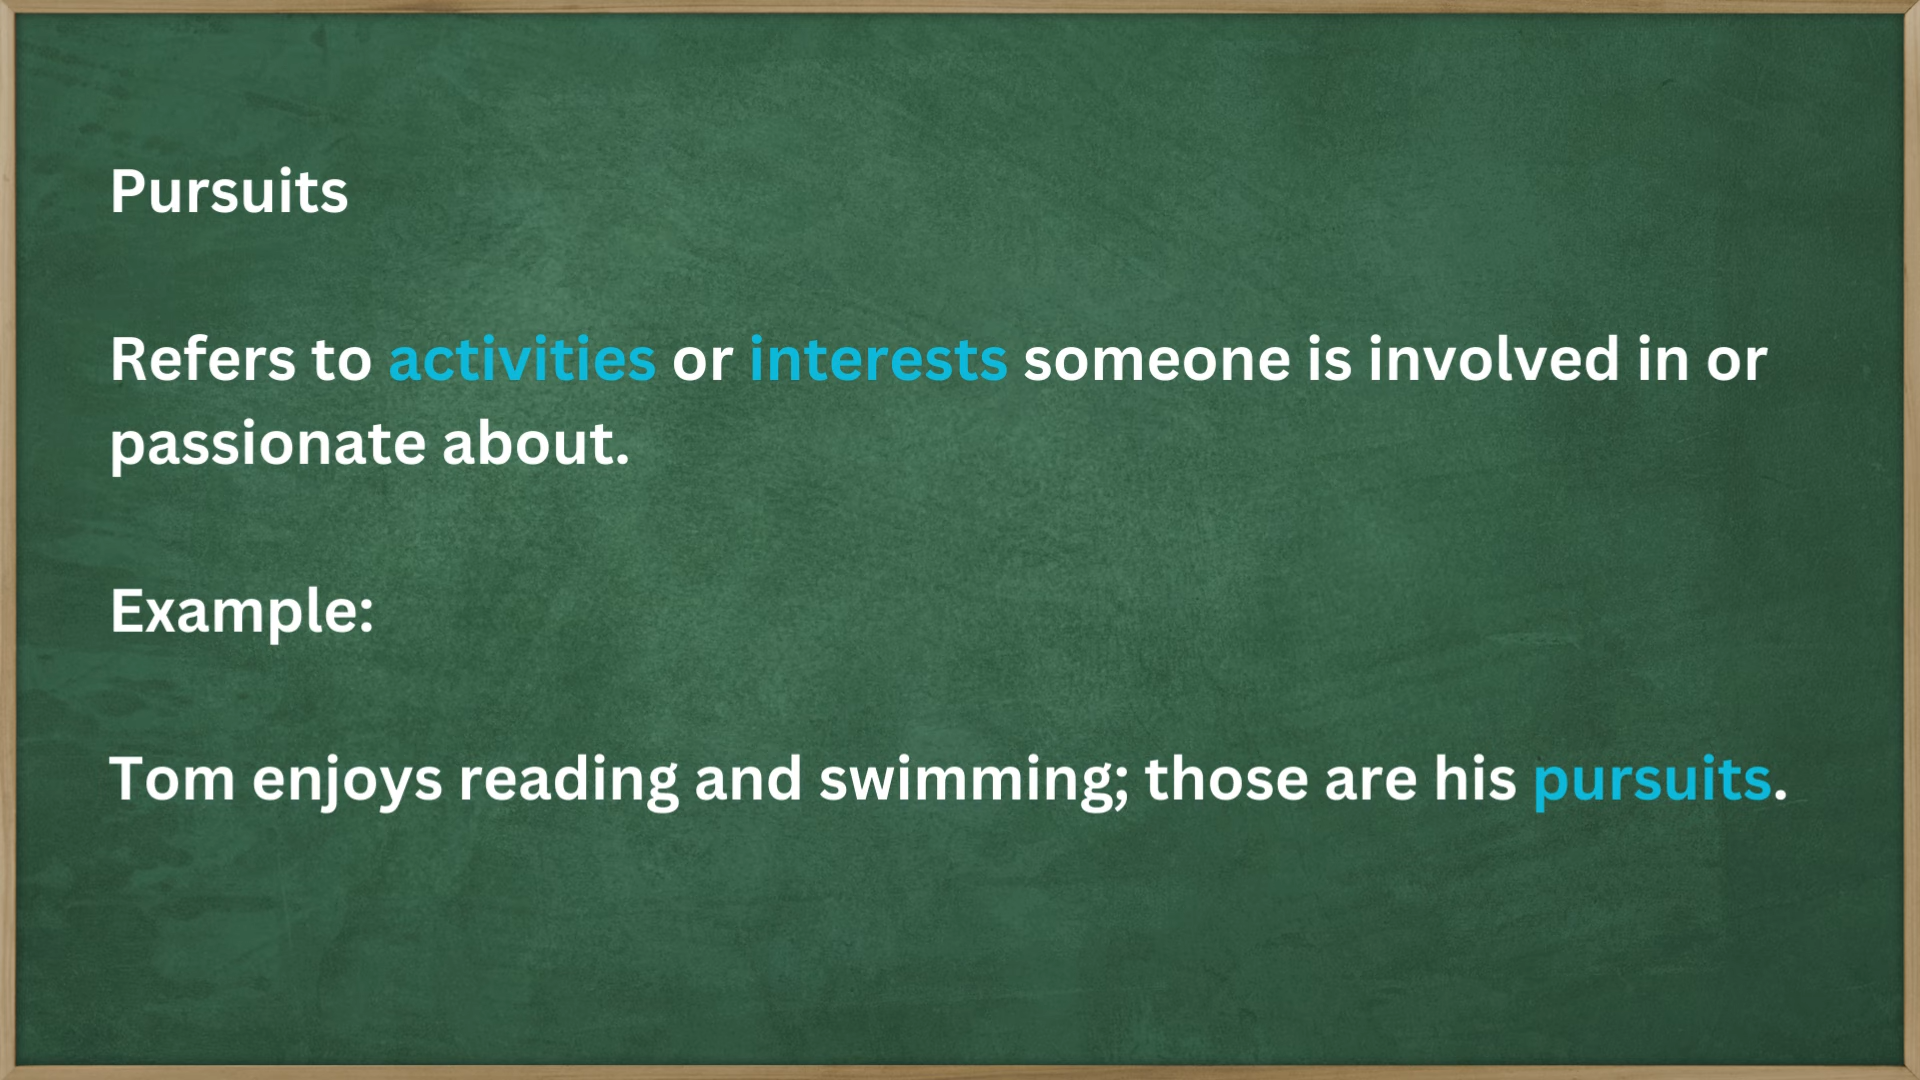 Pursuits
Refers to activities or interests someone is involved in or
passionate about.
Example:
Tom enjoys reading and swimming; those are his pursuits.